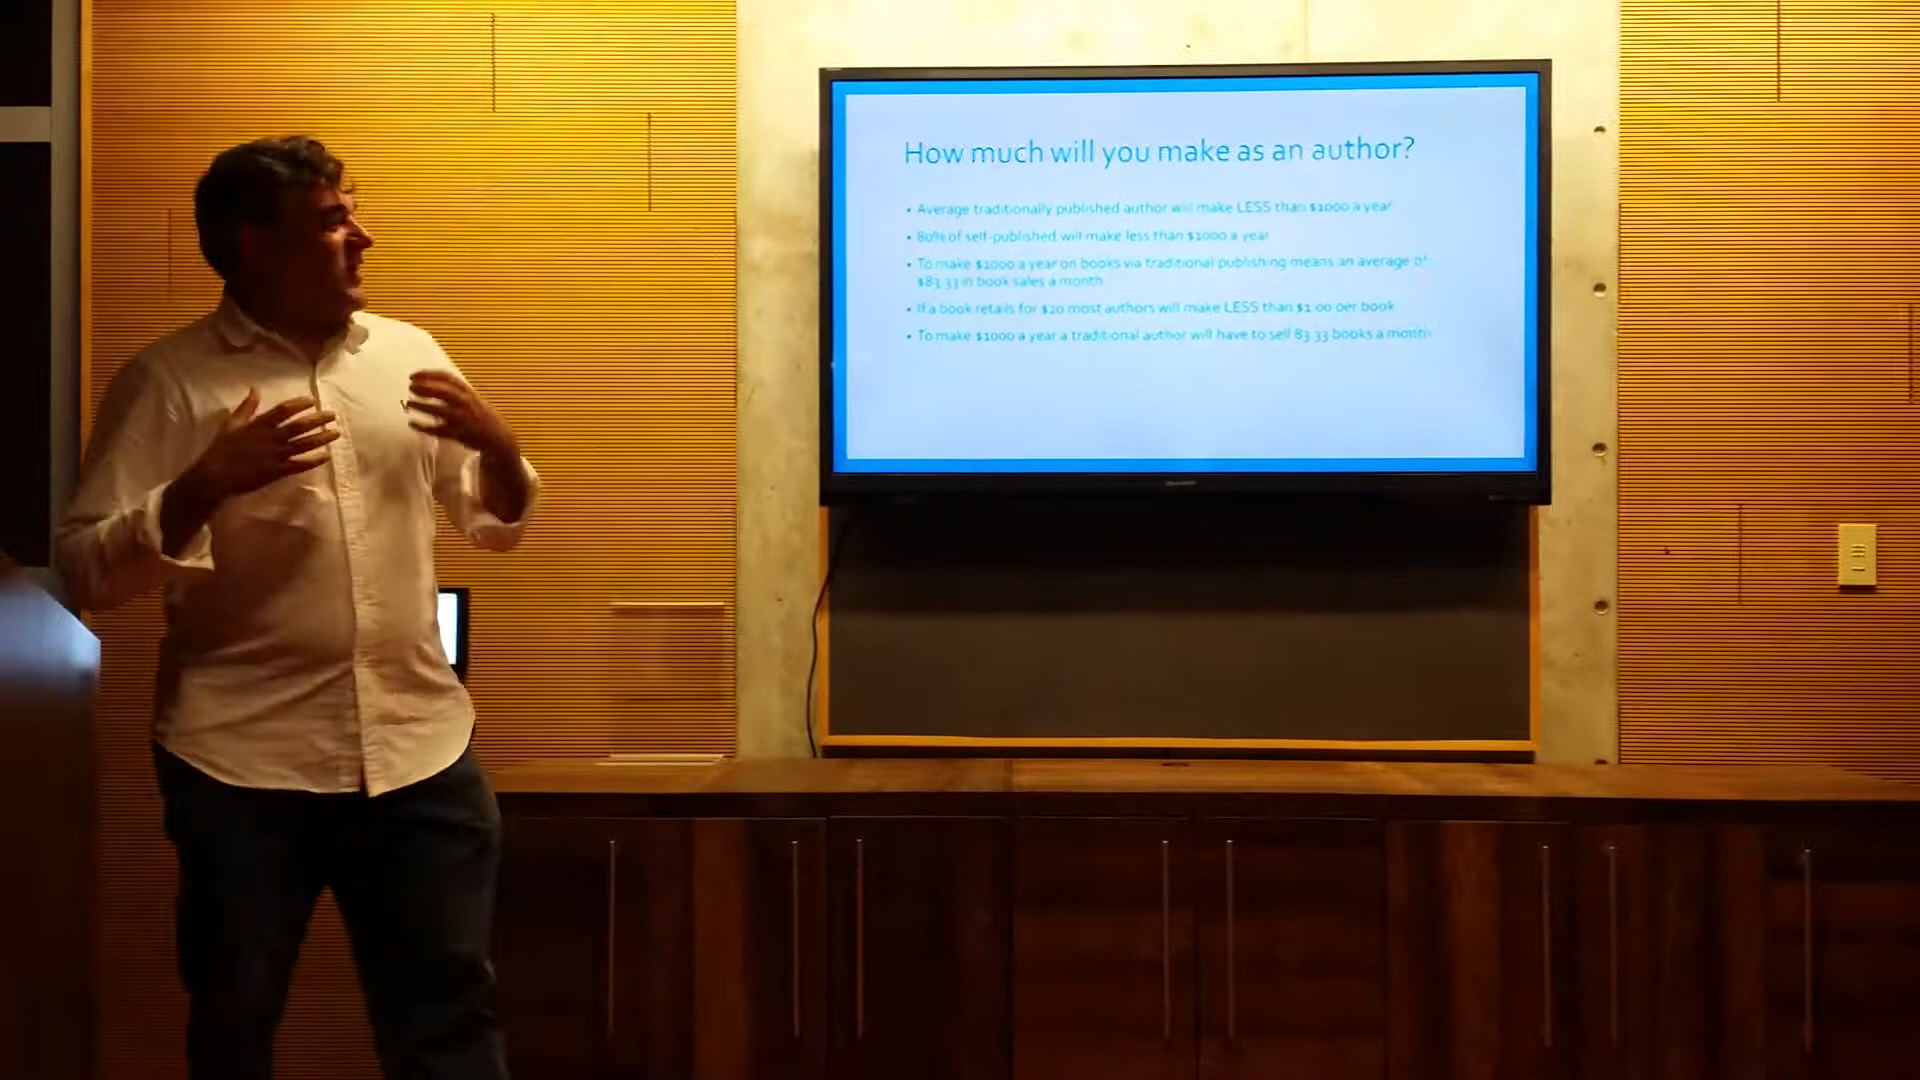 How much will you make as an author?
• Average traditionally published author will make LESS than $1000 a year
• 80% of self-published will make less than $1000 a year
• To make $1000 a year on books via traditional publishing means an average of
$83.33 in book sales a month
• If a book retails for $20 most authors will make LESS than $1.00 per book
• To make $1000 a year a traditional author will have to sell 83.33 books a month
SHARP